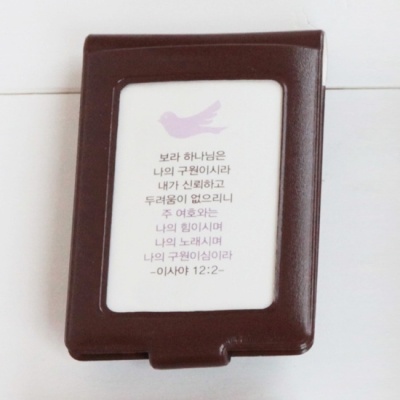 보라 하나님은
나의 구원이시라
내가 신뢰하고
두려움이 없으리니
주 여호와는
나의 힘이시며
나의 노래시며
나의 구원이심이라
-이사야 12:2-